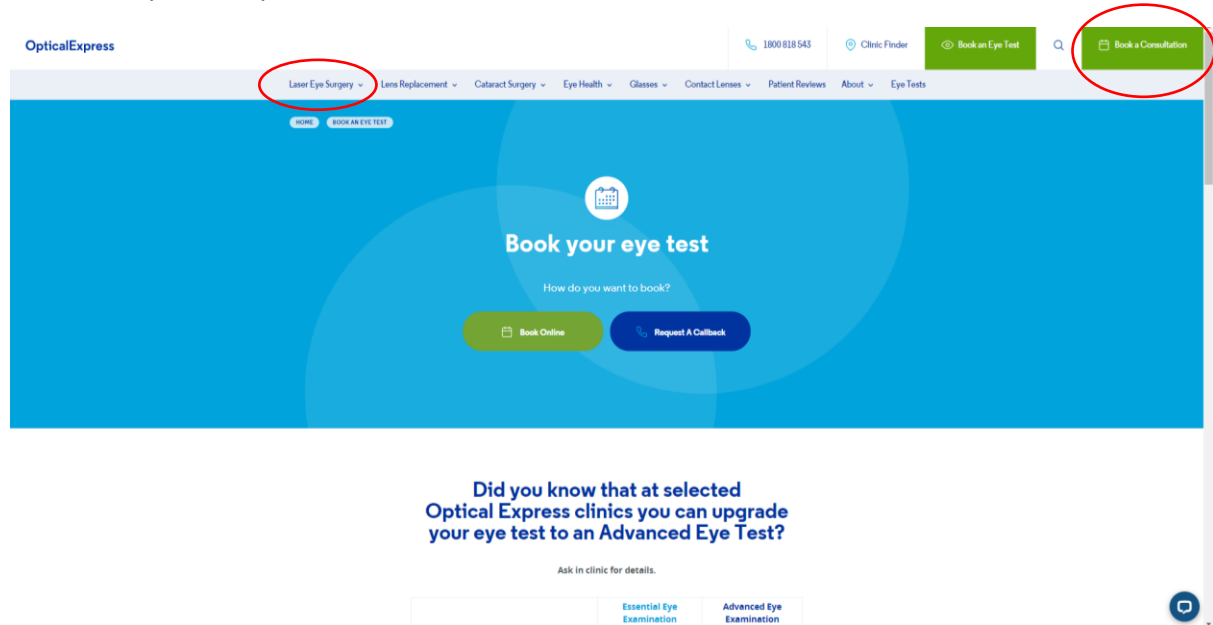 OpticalExpress
1800 818 543
Clinic Finder
Book an Eye Test
Book a Consultation
Laser Eye Surgery
Lens Replacement
Cataract Surgery
Eye Health
Glasses
Contact Lenses
Patient Reviews
About
Eye Tests
HOME
BOOK AN EYE TEST
Book your eye test
How do you want to book?
Book Online
Request A Callback
Did you know that at selected
Optical Express clinics you can upgrade
your eye test to an Advanced Eye Test?
Ask in clinic for details.
Essential Eye
Examination
Advanced Eye
Examination